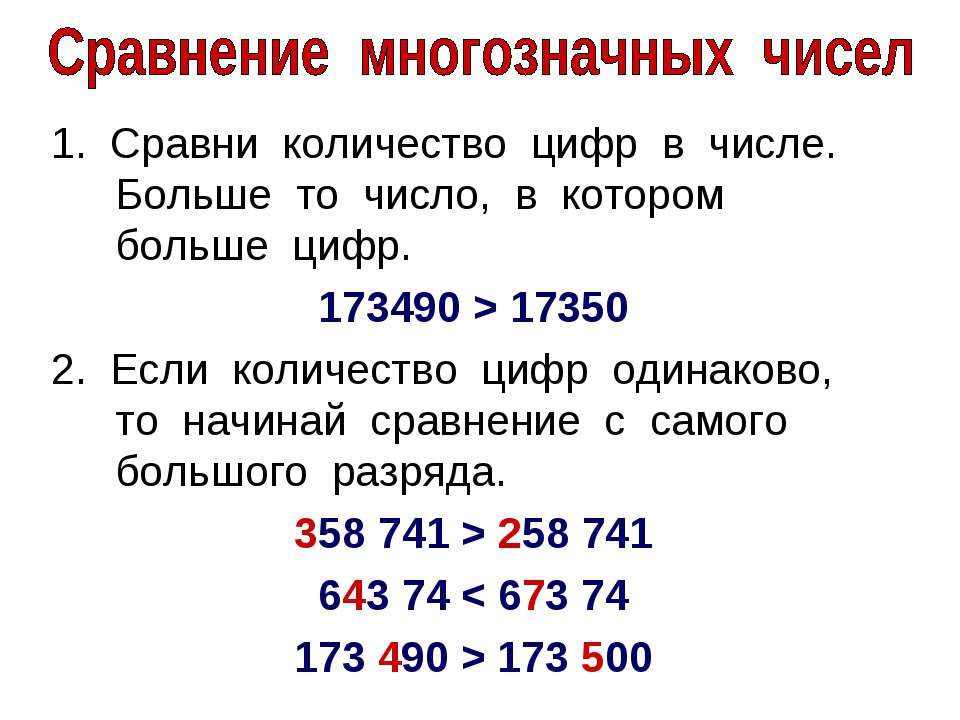 Сравнение многозначных чисел
1. Сравни количество цифр в числе.
Больше то число, в котором
больше цифр.
173490 > 17350
2. Если количество цифр одинаково,
то начинай сравнение с самого
большого разряда.
358 741 > 258 741
643 74 < 673 74
173 490 > 173 500